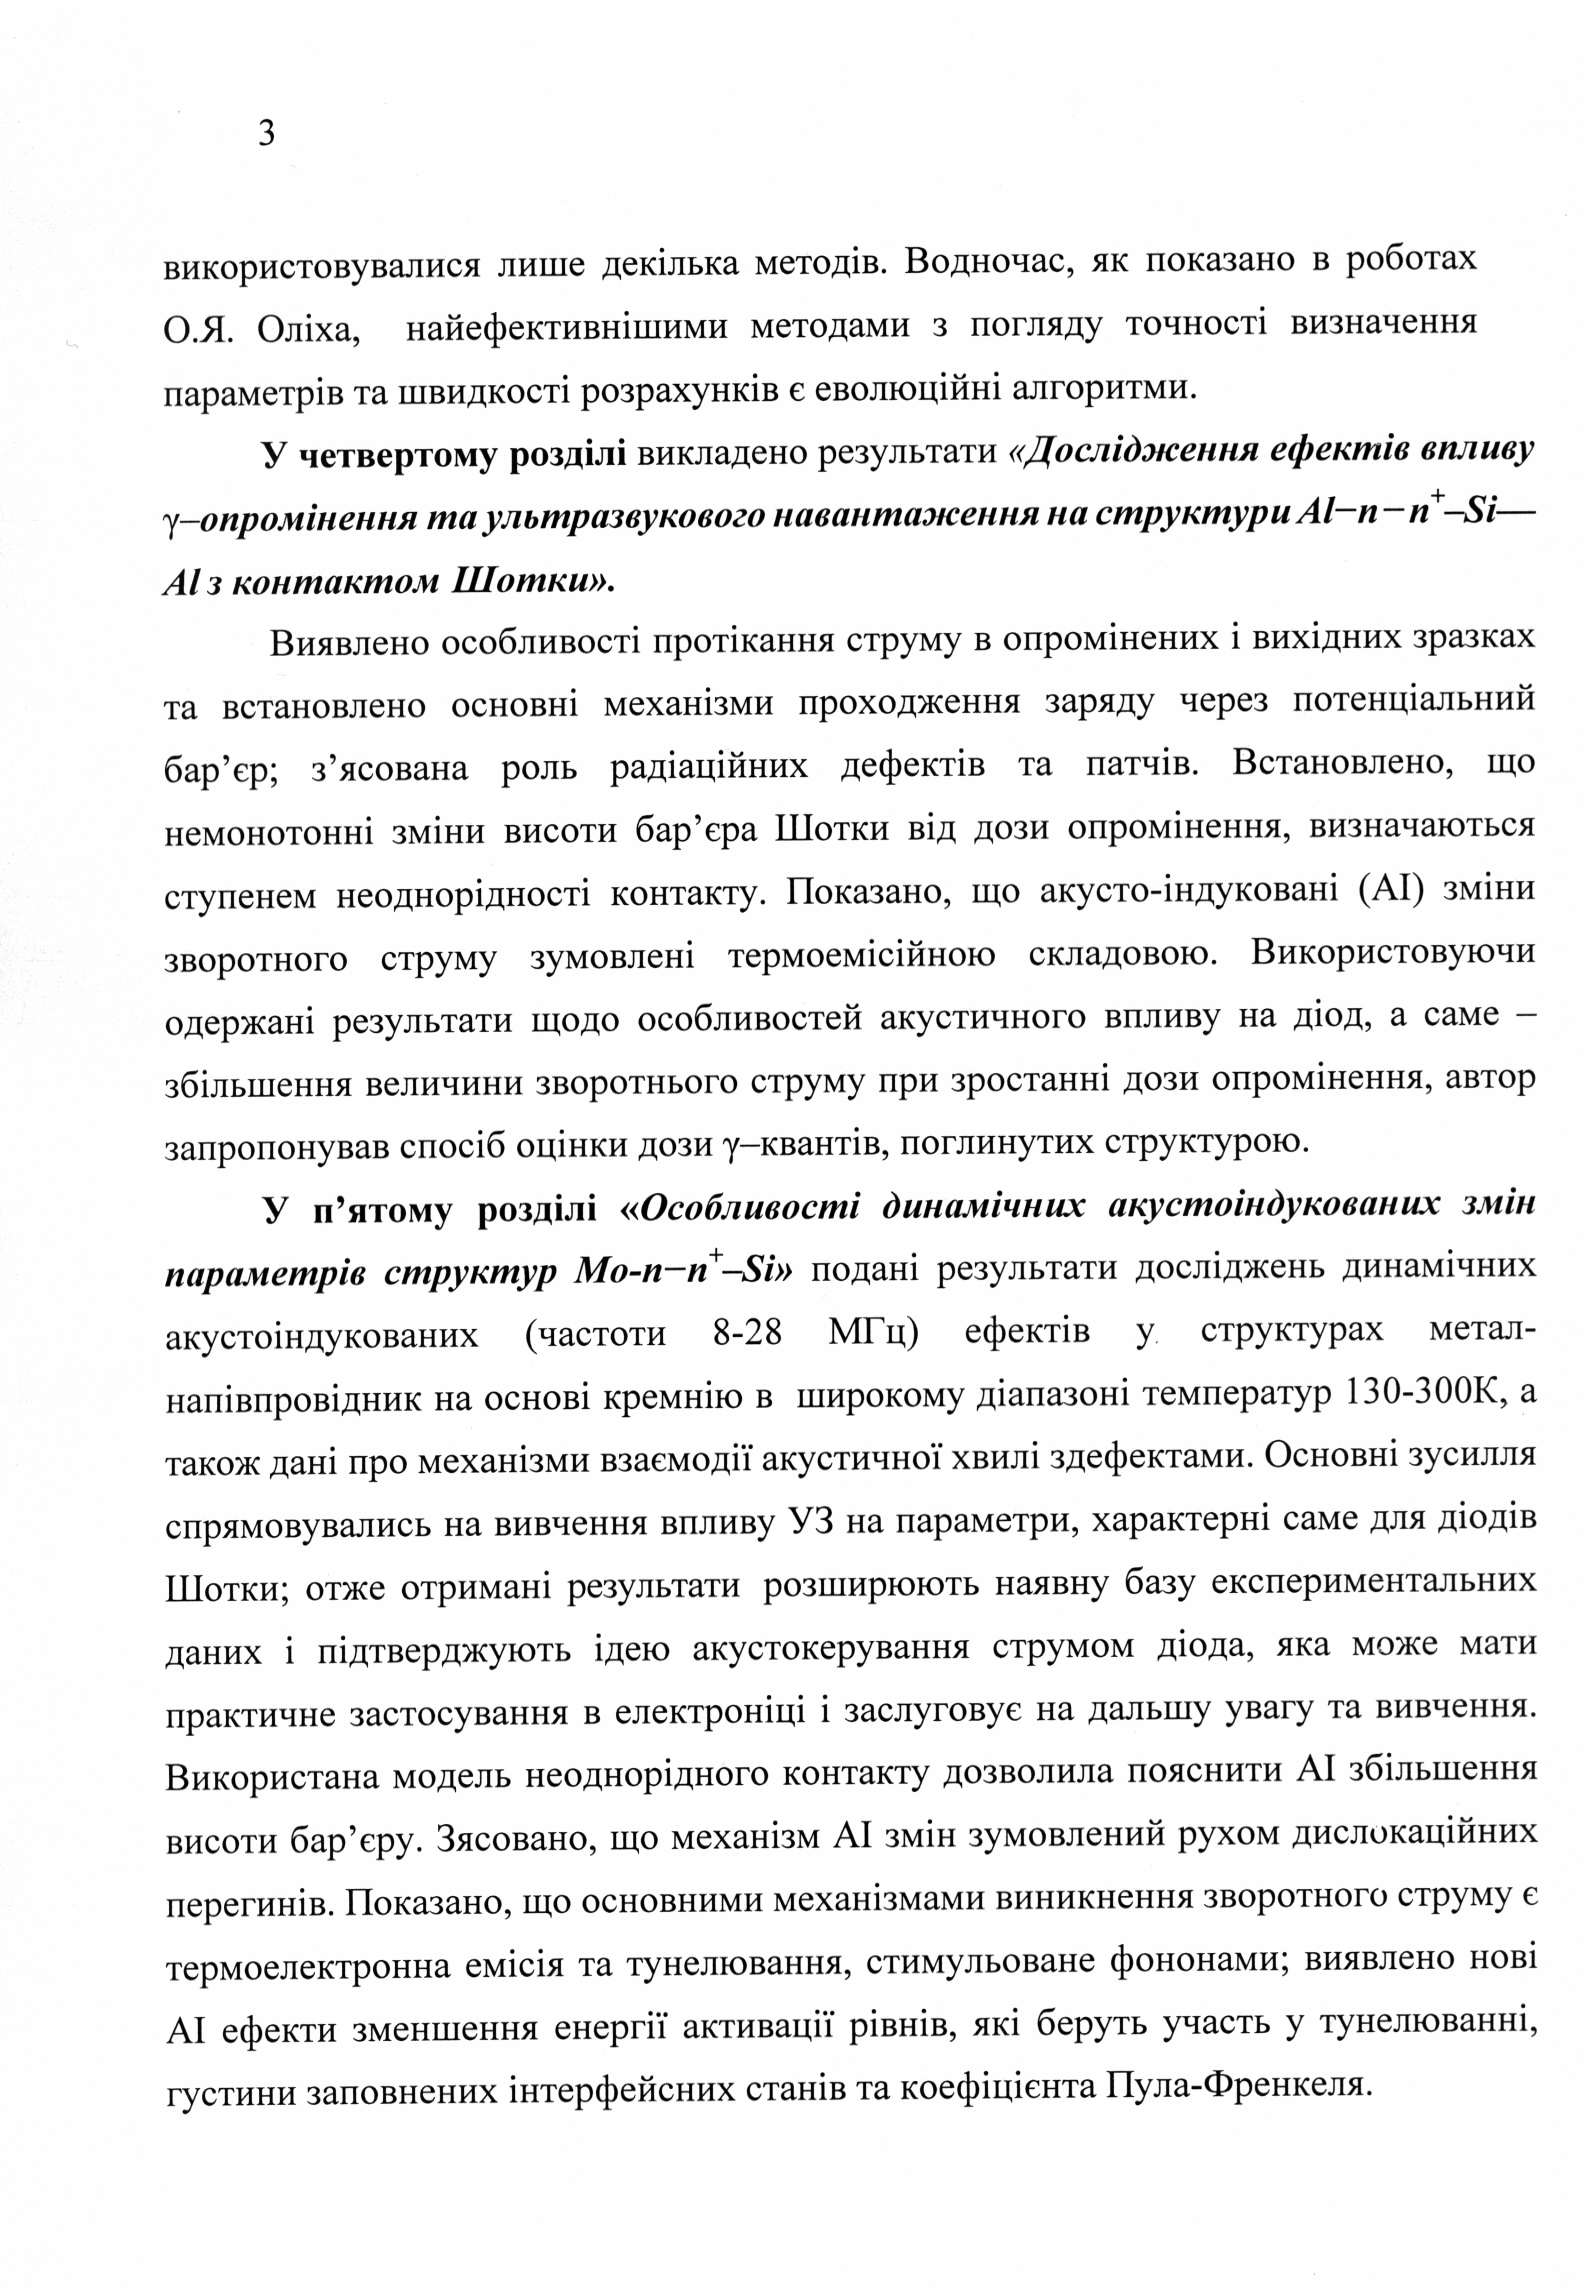 3
використовувалися лише декілька методів. Водночас, як показано в роботах
О.Я. Оліха, найефективнішими методами з погляду точності визначення
параметрів та швидкості розрахунків є еволюційні алгоритми.
У четвертому розділі викладено результати «Дослідження ефектів впливу
γ–опромінення та ультразвукового навантаження на структури Al−n−n⁺–Si—
Al з контактом Шотки».
Виявлено особливості протікання струму в опромінених і вихідних зразках
та встановлено основні механізми проходження заряду через потенціальний
бар’єр; з’ясована роль радіаційних дефектів та патчів. Встановлено, що
немонотонні зміни висоти бар’єра Шотки від дози опромінення, визначаються
ступенем неоднорідності контакту. Показано, що акусто-індуковані (АІ) зміни
зворотного струму зумовлені термоемісійною складовою. Використовуючи
одержані результати щодо особливостей акустичного впливу на діод, а саме –
збільшення величини зворотнього струму при зростанні дози опромінення, автор
запропонував спосіб оцінки дози γ–квантів, поглинутих структурою.
У п’ятому розділі «Особливості динамічних акустоіндукованих змін
параметрів структур Mo-n−n⁺–Si» подані результати досліджень динамічних
акустоіндукованих (частоти 8-28 МГц) ефектів у структурах метал-
напівпровідник на основі кремнію в широкому діапазоні температур 130-300К, а
також дані про механізми взаємодії акустичної хвилі здефектами. Основні зусилля
спрямовувались на вивчення впливу УЗ на параметри, характерні саме для діодів
Шотки; отже отримані результати розширюють наявну базу експериментальних
даних і підтверджують ідею акустокерування струмом діода, яка може мати
практичне застосування в електроніці і заслуговує на дальшу увагу та вивчення.
Використана модель неоднорідного контакту дозволила пояснити АІ збільшення
висоти бар’єру. Зясовано, що механізм АІ змін зумовлений рухом дислокаційних
перегинів. Показано, що основними механізмами виникнення зворотного струму є
термоелектронна емісія та тунелювання, стимульоване фононами; виявлено нові
АІ ефекти зменшення енергії активації рівнів, які беруть участь у тунелюванні,
густини заповнених інтерфейсних станів та коефіцієнта Пула-Френкеля.